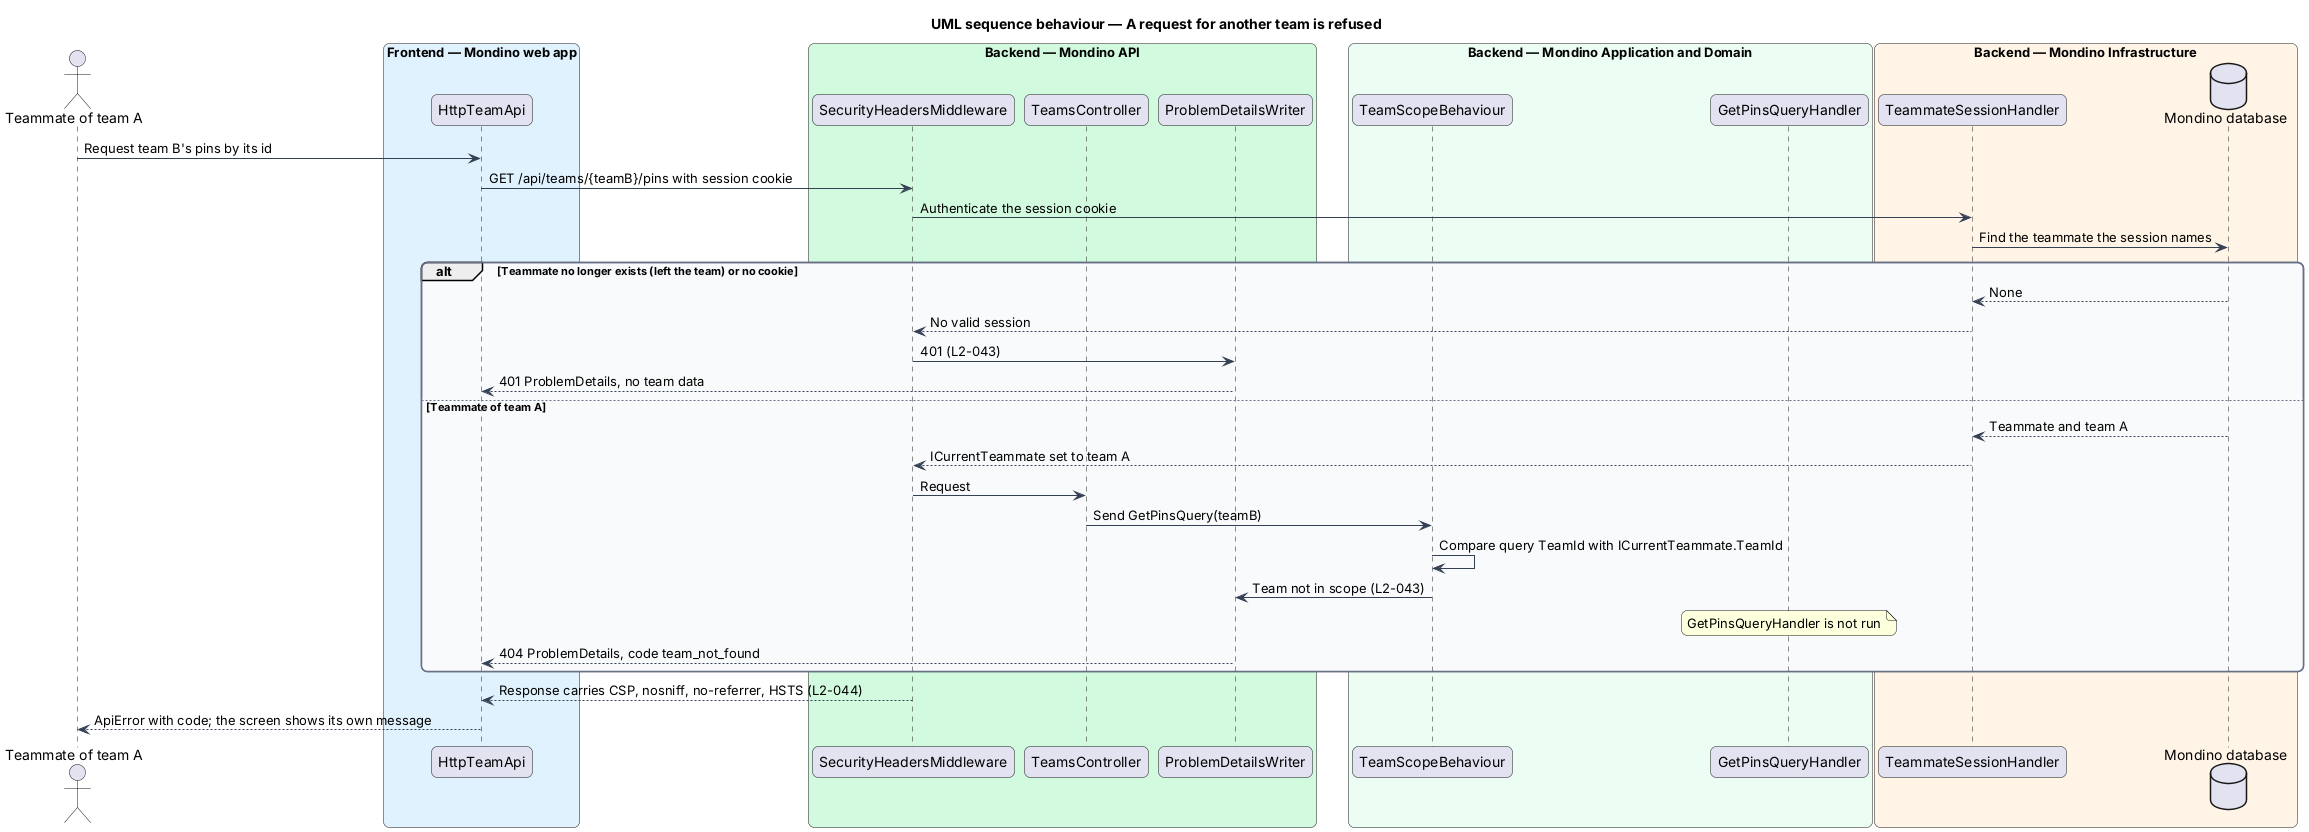 UML sequence behaviour — A request for another team is refused
Frontend — Mondino web app
Backend — Mondino API
Backend — Mondino Application and Domain
Backend — Mondino Infrastructure
Teammate of team A
HttpTeamApi
SecurityHeadersMiddleware
TeamsController
ProblemDetailsWriter
TeamScopeBehaviour
GetPinsQueryHandler
TeammateSessionHandler
Mondino database
Request team B's pins by its id
GET /api/teams/{teamB}/pins with session cookie
Authenticate the session cookie
Find the teammate the session names
alt
[Teammate no longer exists (left the team) or no cookie]
None
No valid session
401 (L2-043)
401 ProblemDetails, no team data
[Teammate of team A]
Teammate and team A
ICurrentTeammate set to team A
Request
Send GetPinsQuery(teamB)
Compare query TeamId with ICurrentTeammate.TeamId
Team not in scope (L2-043)
GetPinsQueryHandler is not run
404 ProblemDetails, code team_not_found
Response carries CSP, nosniff, no-referrer, HSTS (L2-044)
ApiError with code; the screen shows its own message
Teammate of team A
HttpTeamApi
SecurityHeadersMiddleware
TeamsController
ProblemDetailsWriter
TeamScopeBehaviour
GetPinsQueryHandler
TeammateSessionHandler
Mondino database